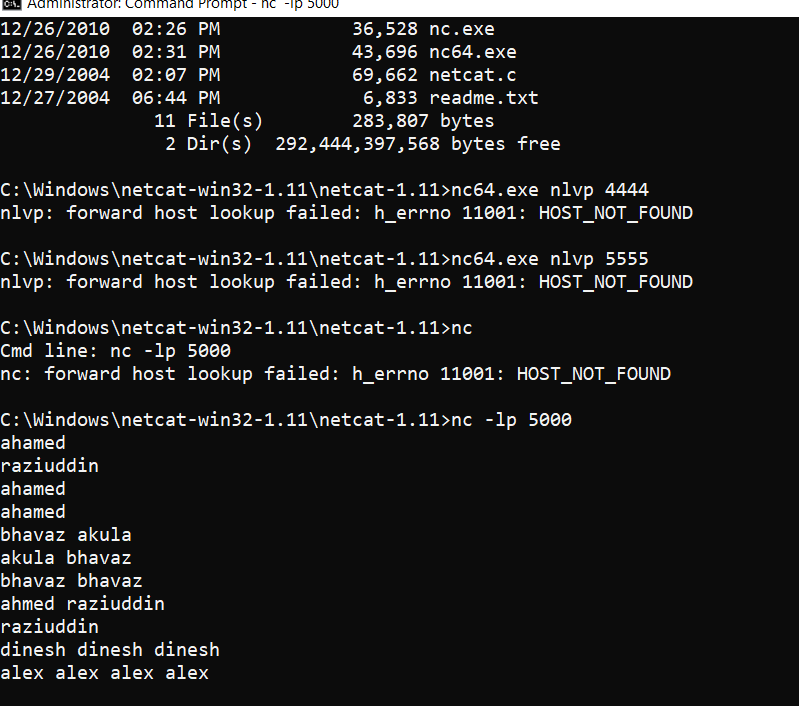 Administrator: Command Prompt - nc -lp 5000
12/26/2010  02:26 PM            36,528 nc.exe
12/26/2010  02:31 PM            43,696 nc64.exe
12/29/2004  02:07 PM            69,662 netcat.c
12/27/2004  06:44 PM             6,833 readme.txt
              11 File(s)        283,807 bytes
               2 Dir(s)  292,444,397,568 bytes free
C:\Windows\netcat-win32-1.11\netcat-1.11>nc64.exe nlvp 4444
nlvp: forward host lookup failed: h_errno 11001: HOST_NOT_FOUND
C:\Windows\netcat-win32-1.11\netcat-1.11>nc64.exe nlvp 5555
nlvp: forward host lookup failed: h_errno 11001: HOST_NOT_FOUND
C:\Windows\netcat-win32-1.11\netcat-1.11>nc
Cmd line: nc -lp 5000
nc: forward host lookup failed: h_errno 11001: HOST_NOT_FOUND
C:\Windows\netcat-win32-1.11\netcat-1.11>nc -lp 5000
ahamed
raziuddin
ahamed
ahamed
bhavaz akula
akula bhavaz
bhavaz bhavaz
ahmed raziuddin
raziuddin
dinesh dinesh dinesh
alex alex alex alex